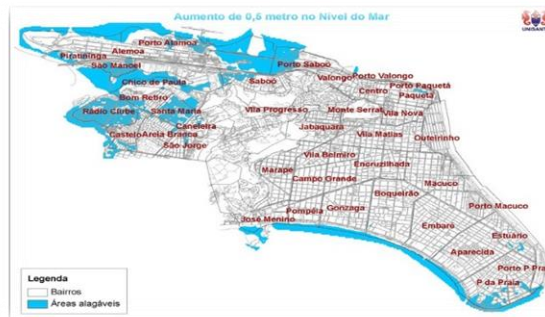 Aumento de 0,5 metro no Nível do Mar
UNISANTA
Porto Alamoa
Alemoa
Piratininga
São Manoel
Chico de Paula
Saboó
Porto Saboó
Valongo
Porto Valongo
Centro
Porto Paquetá
Paquetá
Bom Retiro
Rádio Clube
Santa Maria
Vila Progresso
Monte Serrat
Vila Nova
Caneleira
Castelo
Areia Branca
Jabaquara
Vila Matias
Outeirinho
São Jorge
Vila Belmiro
Encruzilhada
Marapé
Campo Grande
Macuco
Boqueirão
Porto Macuco
José Menino
Pompéia
Gonzaga
Embaré
Estuário
Aparecida
Porto P Pra
P da Praia
Legenda
Bairros
Áreas alagáveis